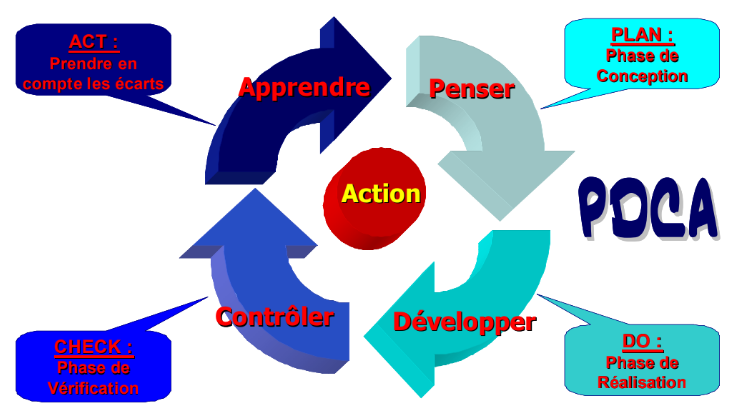 ACT :
Prendre en
compte les écarts
PLAN :
Phase de
Conception
Apprendre
Penser
Action
PDCA
Contrôler
Développer
CHECK :
Phase de
Vérification
DO :
Phase de
Réalisation